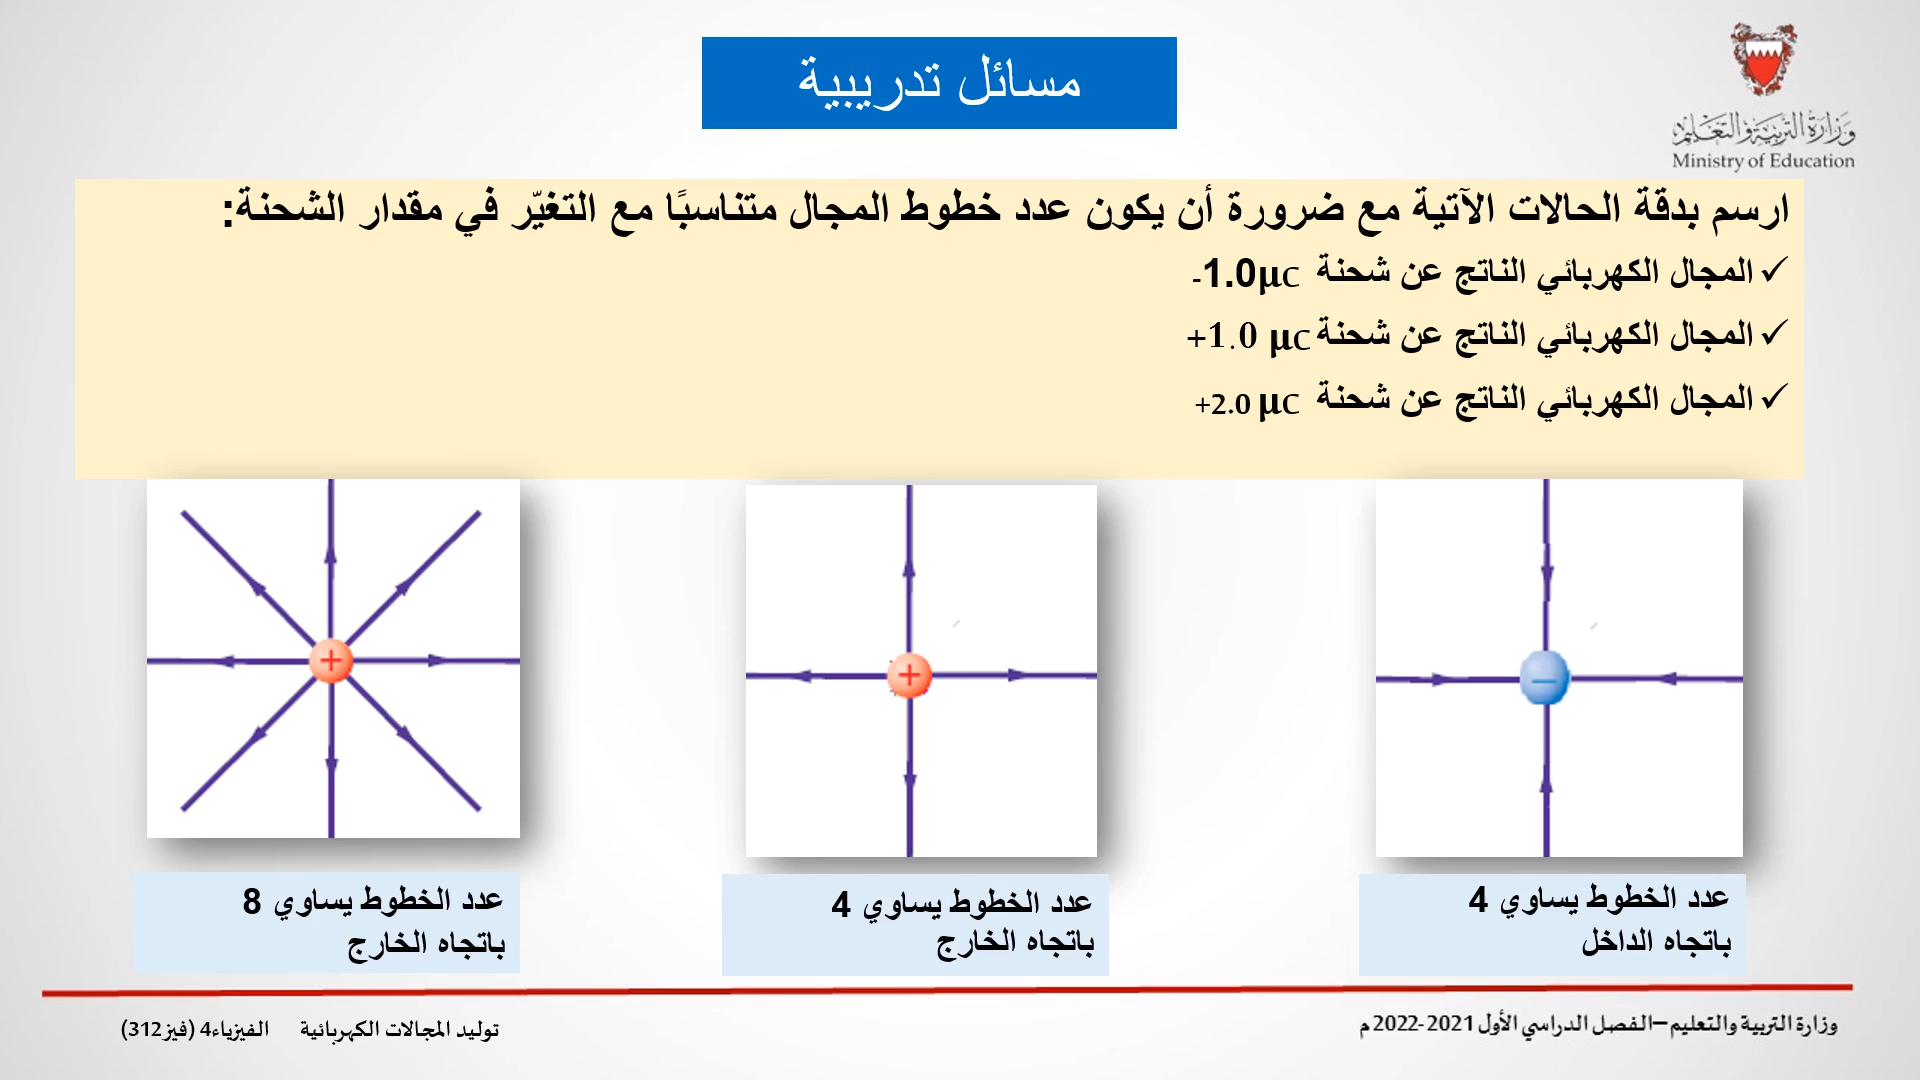 مسائل تدريبية
وزارة التربية والتعليم
Ministry of Education
ارسم بدقة الحالات الآتية مع ضرورة أن يكون عدد خطوط المجال متناسبًا مع التغيّر في مقدار الشحنة:
✓ المجال الكهربائي الناتج عن شحنة -1.0μC
✓ المجال الكهربائي الناتج عن شحنة +1.0 μC
✓ المجال الكهربائي الناتج عن شحنة +2.0 μC
−
+
+
عدد الخطوط يساوي 4
باتجاه الداخل
عدد الخطوط يساوي 4
باتجاه الخارج
عدد الخطوط يساوي 8
باتجاه الخارج
وزارة التربية والتعليم –الفصل الدراسي الأول 2021-2022م
توليد المجالات الكهربائية الفيزياء4 (فيز312)